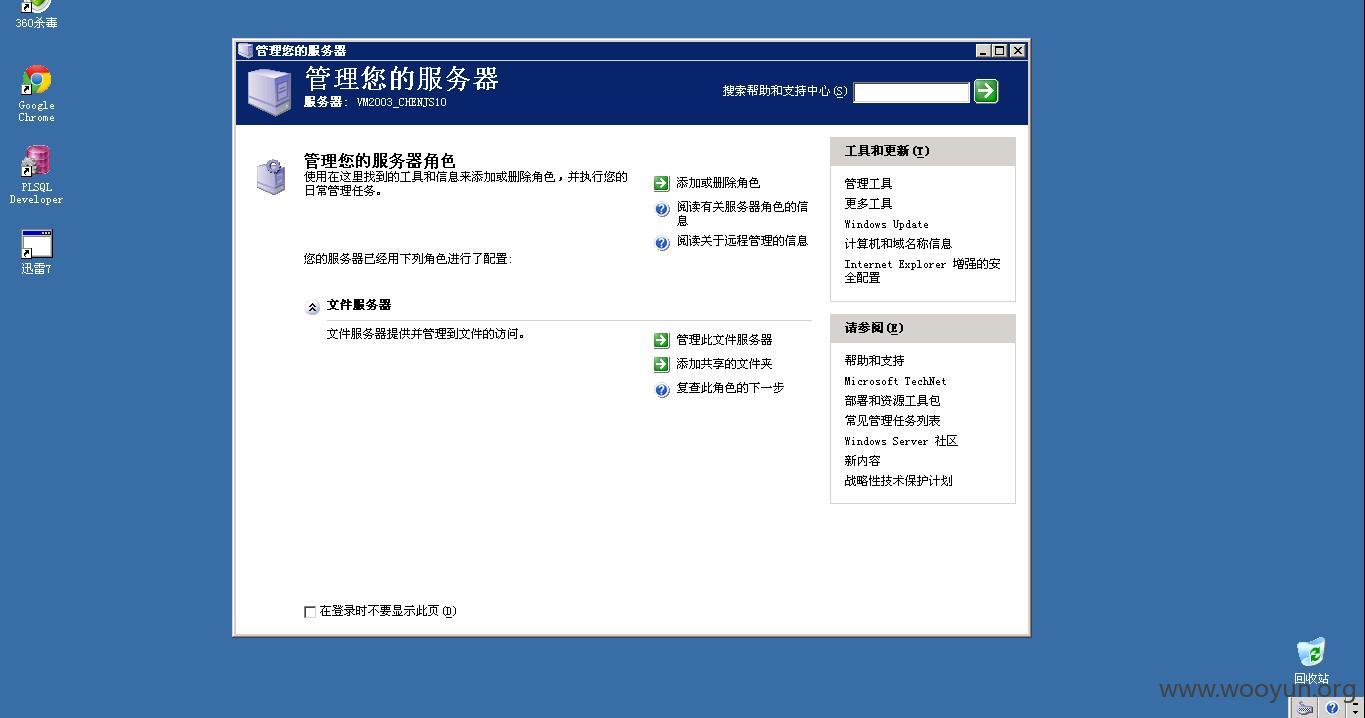 360杀毒
Google
Chrome
PLSQL
Developer
迅雷7
管理您的服务器
管理您的服务器
服务器: VM2003_CHENJS10
搜索帮助和支持中心(S)
管理您的服务器角色
使用在这里找到的工具和信息来添加或删除角色，并执行您的
日常管理任务。
添加或删除角色
阅读有关服务器角色的信
息
阅读关于远程管理的信息
您的服务器已经用下列角色进行了配置:
文件服务器
文件服务器提供并管理到文件的访问。
管理此文件服务器
添加共享的文件夹
复查此角色的下一步
工具和更新(T)
管理工具
更多工具
Windows Update
计算机和域名称信息
Internet Explorer 增强的安
全配置
请参阅(E)
帮助和支持
Microsoft TechNet
部署和资源工具包
常见管理任务列表
Windows Server 社区
新内容
战略性技术保护计划
在登录时不要显示此页(D)
回收站
www.wooyun.org